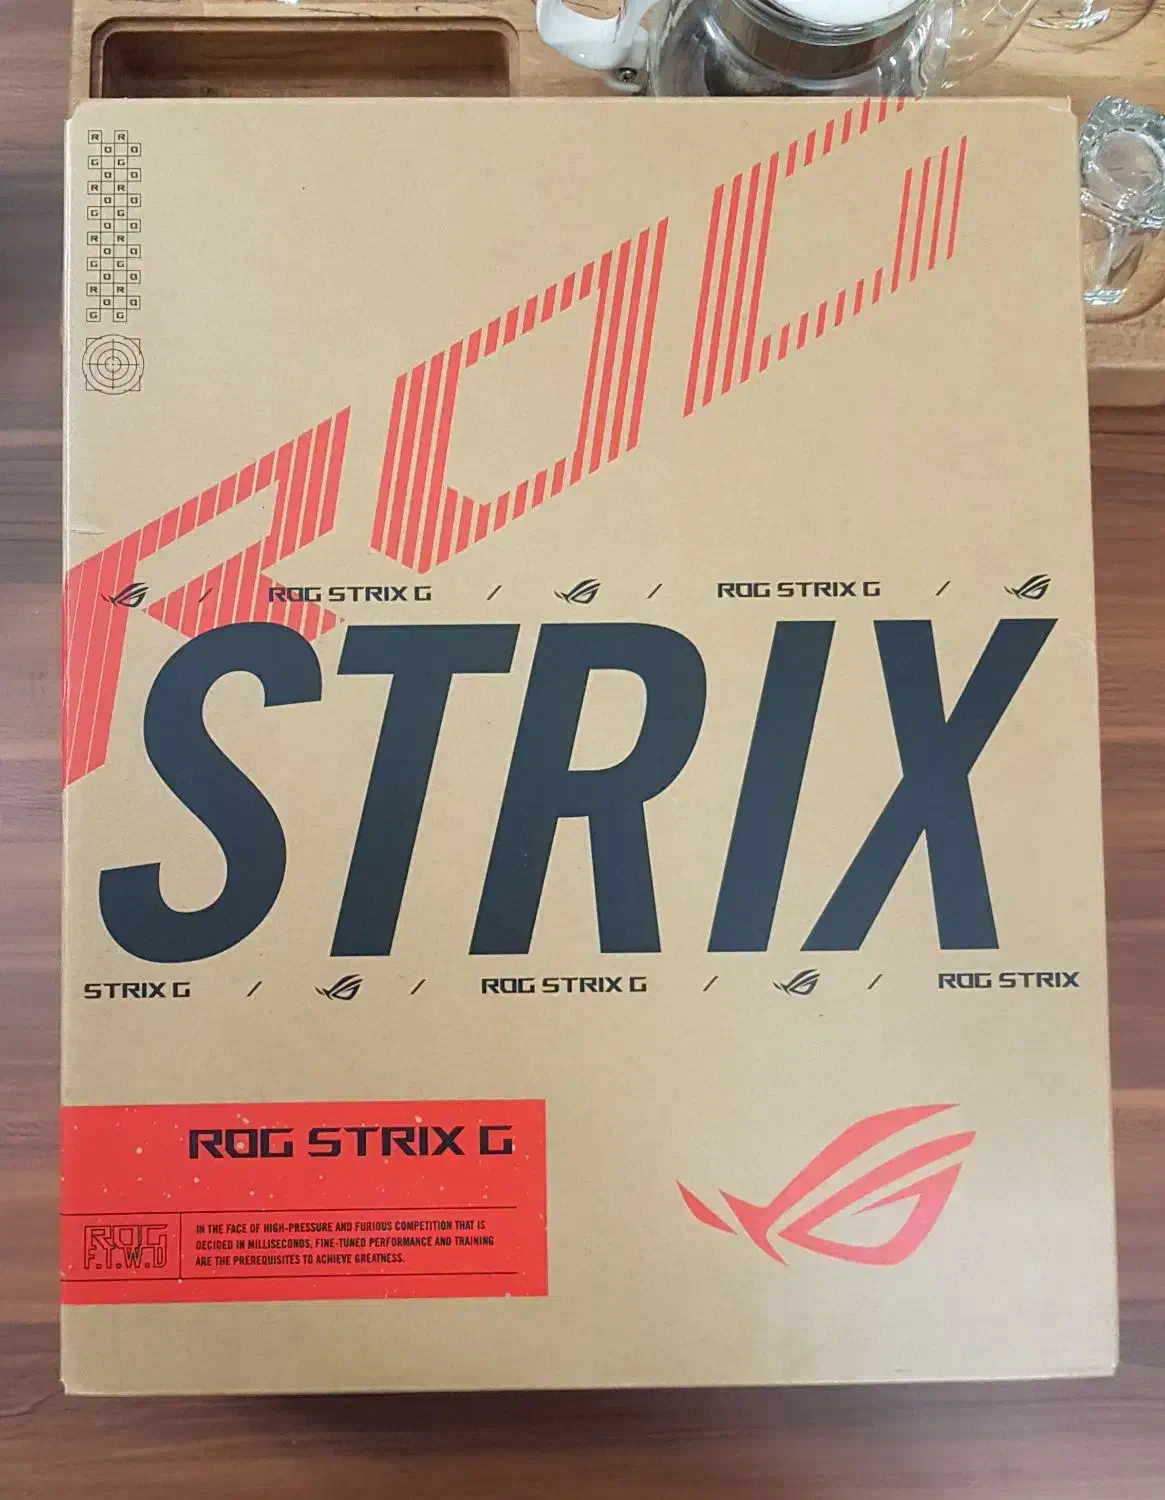 R R
O O
G G
O O
R R
O O
G G
O O
R R
O O
G G
O O
R R
O O
G G
ROG
ROG STRIX G / / ROG STRIX G /
STRIX
STRIX G / / ROG STRIX G / / ROG STRIX
ROG STRIX G
ROG
F.T.W.D
IN THE FACE OF HIGH-PRESSURE AND FURIOUS COMPETITION THAT IS
DECIDED IN MILLISECONDS, FINE-TUNED PERFORMANCE AND TRAINING
ARE THE PREREQUISITES TO ACHIEVE GREATNESS.